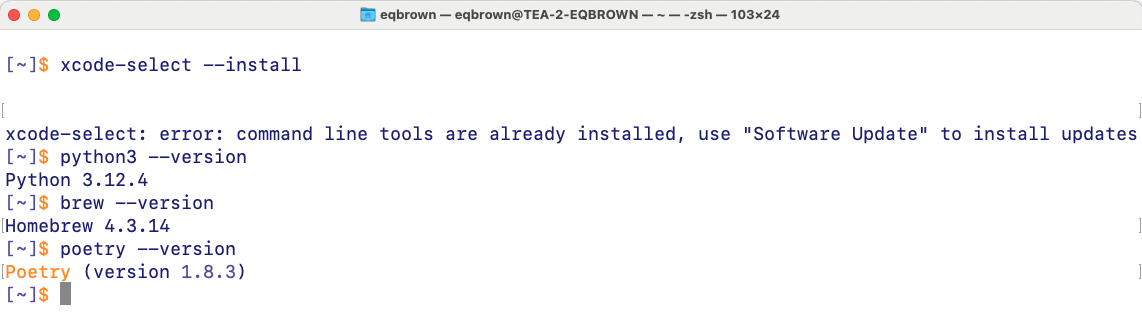 eqbrown — eqbrown@TEA-2-EQBROWN — ~ — -zsh — 103×24
[~]$ xcode-select --install
[ ]
xcode-select: error: command line tools are already installed, use "Software Update" to install updates
[~]$ python3 --version
Python 3.12.4
[~]$ brew --version
[Homebrew 4.3.14 ]
[~]$ poetry --version
[Poetry (version 1.8.3) ]
[~]$